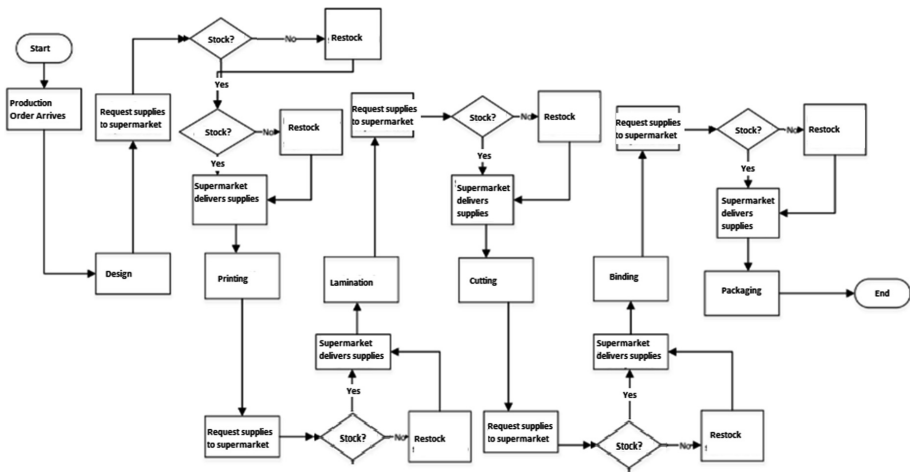 Start
Production
Order Arrives
Design
Request supplies
to supermarket
Stock?
No
Restock
Yes
Stock?
No
Restock
Yes
Supermarket
delivers supplies
Printing
Request supplies
to supermarket
Stock?
No
Restock
Yes
Supermarket
delivers supplies
Lamination
Request supplies
to supermarket
Stock?
No
Restock
Yes
Supermarket
delivers
supplies
Cutting
Request supplies
to supermarket
Stock?
No
Restock
Yes
Supermarket
delivers supplies
Binding
Request supplies
to supermarket
Stock?
No
Restock
Yes
Supermarket
delivers
supplies
Packaging
End